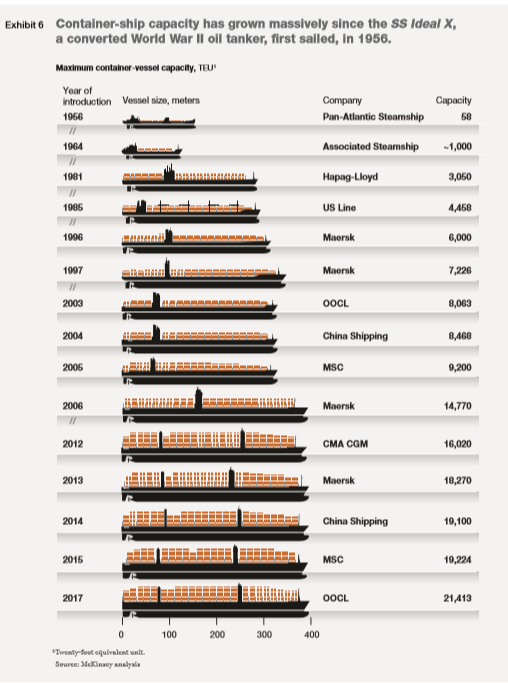 Exhibit 6 Container-ship capacity has grown massively since the SS Ideal X,
a converted World War II oil tanker, first sailed, in 1956.
Maximum container-vessel capacity, TEU¹
Year of
introduction Vessel size, meters Company Capacity
1956 Pan-Atlantic Steamship 58
//
1964 Associated Steamship ~1,000
//
1981 Hapag-Lloyd 3,050
//
1985 US Line 4,458
//
1996 Maersk 6,000
1997 Maersk 7,226
//
2003 OOCL 8,063
2004 China Shipping 8,468
2005 MSC 9,200
2006 Maersk 14,770
//
2012 CMA CGM 16,020
2013 Maersk 18,270
2014 China Shipping 19,100
2015 MSC 19,224
2017 OOCL 21,413
0 100 200 300 400
¹Twenty-foot equivalent unit.
Source: McKinsey analysis